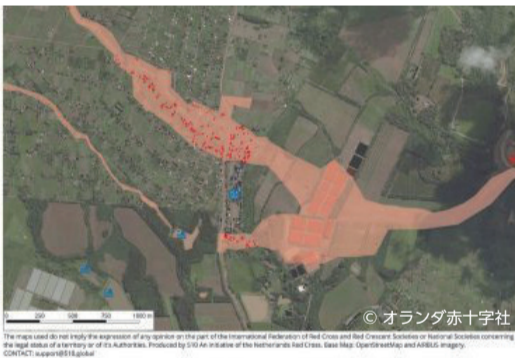 © オランダ赤十字社
0 250 500 750 1000 m
The maps used do not imply the expression of any opinion on the part of the International Federation of Red Cross and Red Crescent Societies or National Societies concerning
the legal status of a territory or of its Authorities. Produced by 510 An initiative of the Netherlands Red Cross. Base Map: OpenStreetMap and AIRBUS imagery.
CONTACT: support@510.global